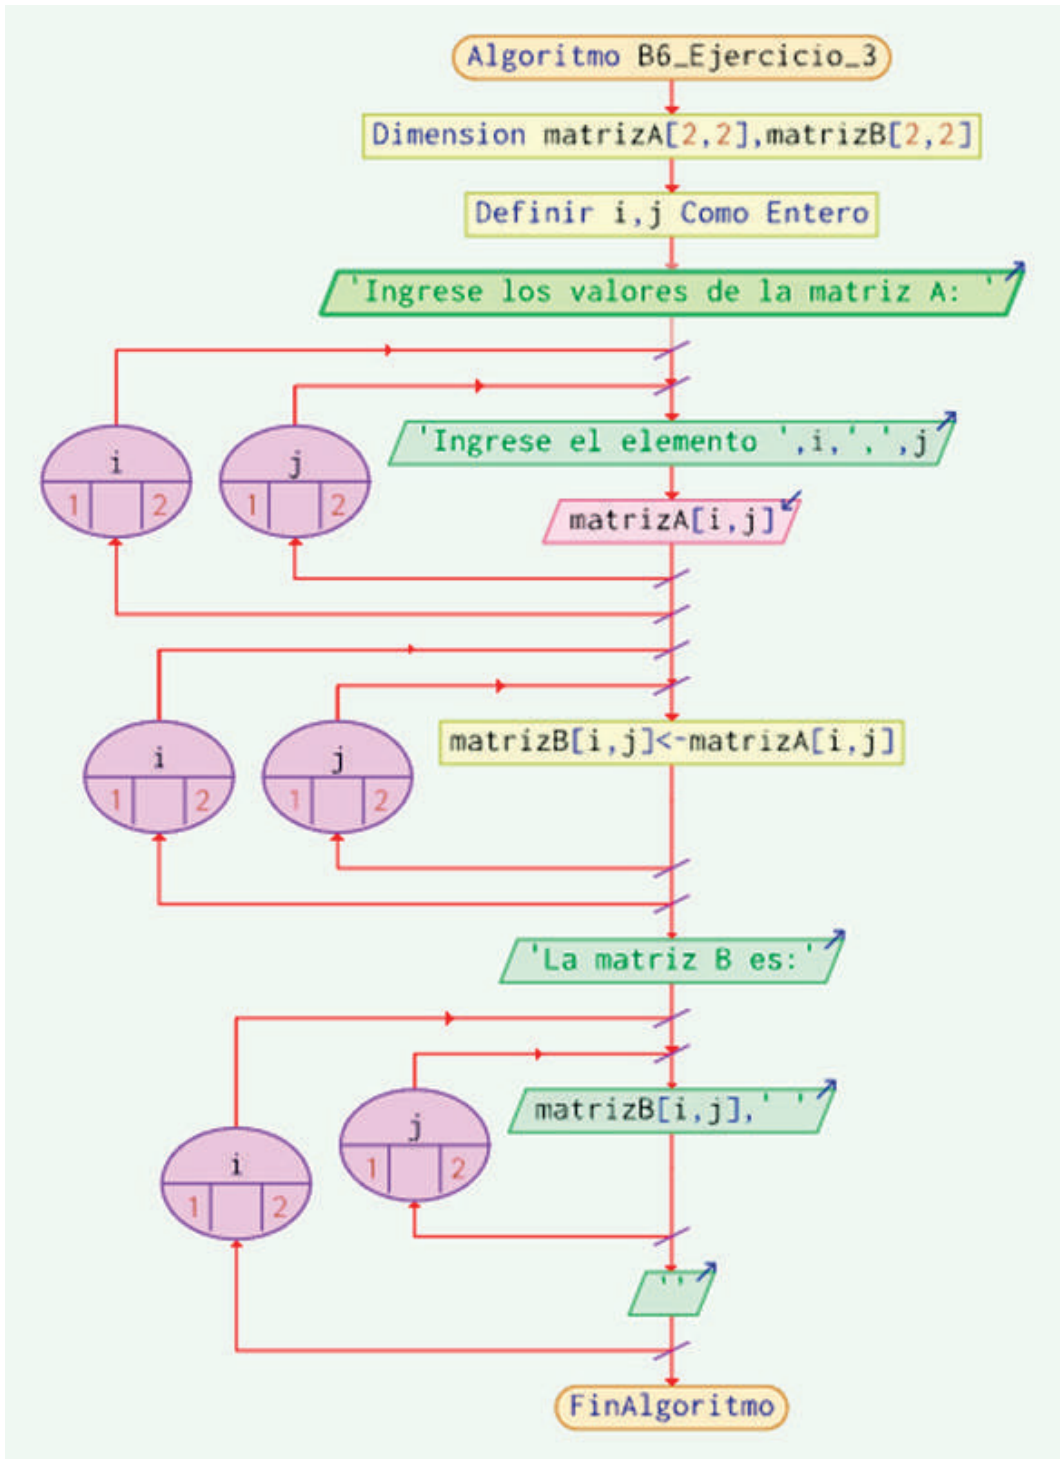 Algoritmo B6_Ejercicio_3
Dimension matrizA[2,2],matrizB[2,2]
Definir i,j Como Entero
'Ingrese los valores de la matriz A: '
i
1 2
j
1 2
'Ingrese el elemento ',i,',',j
matrizA[i,j]
i
1 2
j
1 2
matrizB[i,j]<-matrizA[i,j]
'La matriz B es:'
i
1 2
j
1 2
matrizB[i,j],' '
''
FinAlgoritmo